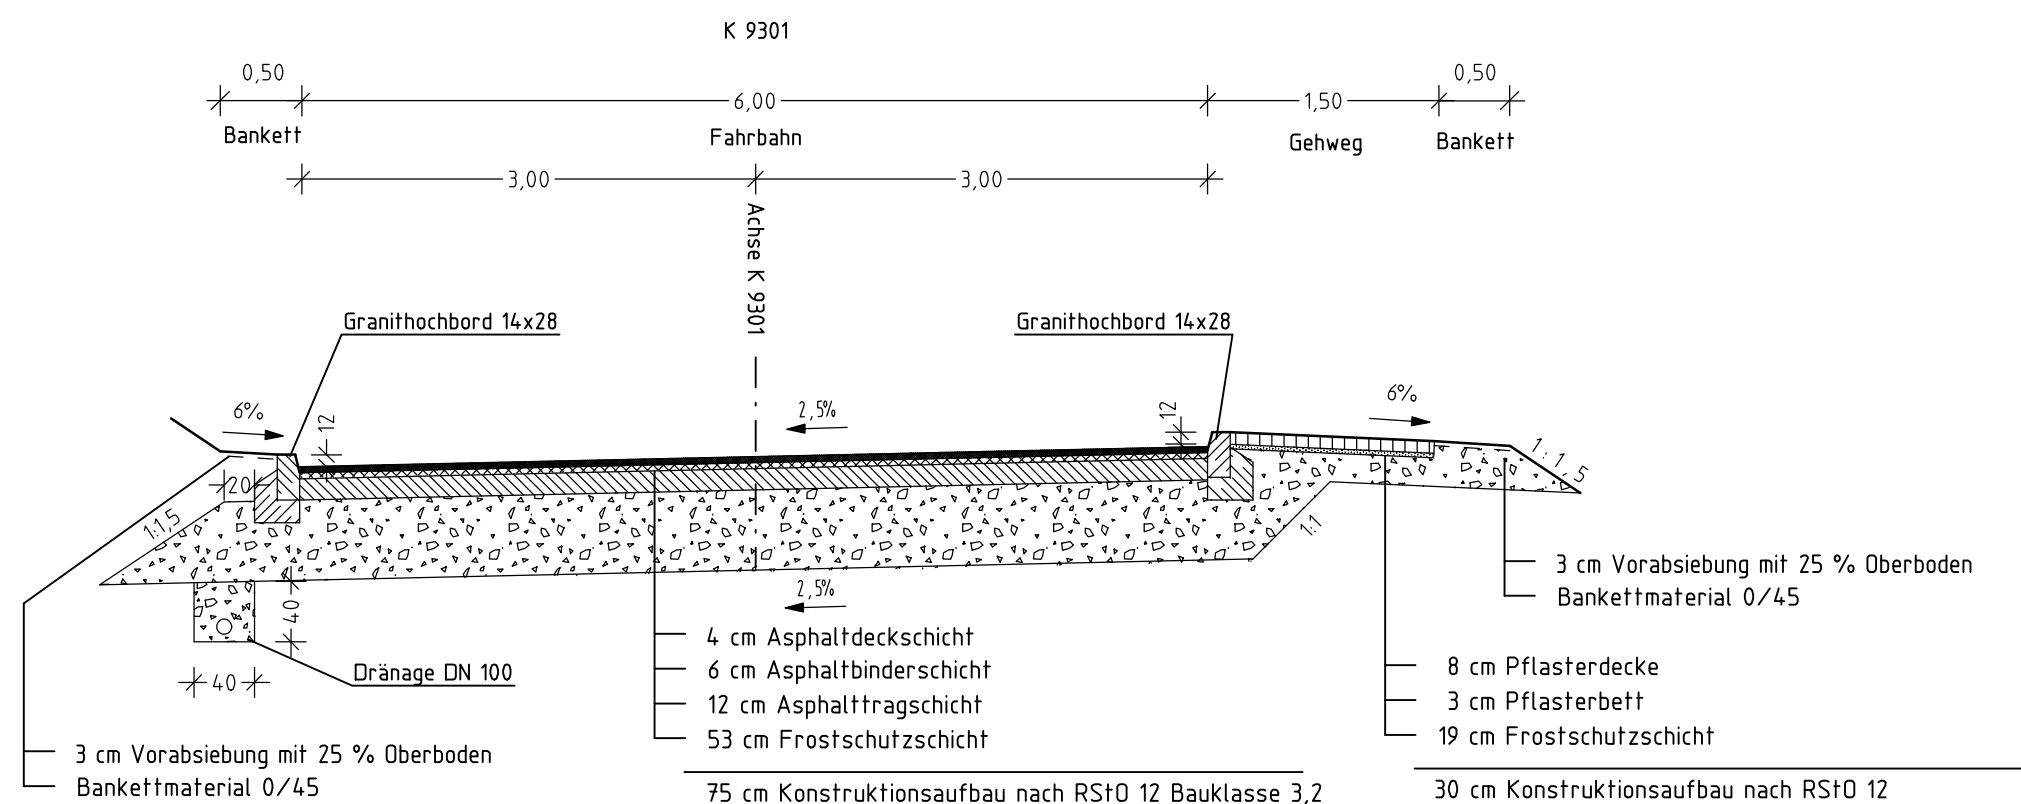 K 9301
0,50
6,00
1,50
0,50
Bankett
Fahrbahn
Gehweg
Bankett
3,00
3,00
Achse K 9301
Granithochbord 14x28
Granithochbord 14x28
6%
12
2,5%
12
6%
1:1,5
20
1:1,5
1:1
40
2,5%
40
Dränage DN 100
3 cm Vorabsiebung mit 25 % Oberboden
Bankettmaterial 0/45
4 cm Asphaltdeckschicht
6 cm Asphaltbinderschicht
12 cm Asphalttragschicht
53 cm Frostschutzschicht
75 cm Konstruktionsaufbau nach RStO 12 Bauklasse 3,2
3 cm Vorabsiebung mit 25 % Oberboden
Bankettmaterial 0/45
8 cm Pflasterdecke
3 cm Pflasterbett
19 cm Frostschutzschicht
30 cm Konstruktionsaufbau nach RStO 12